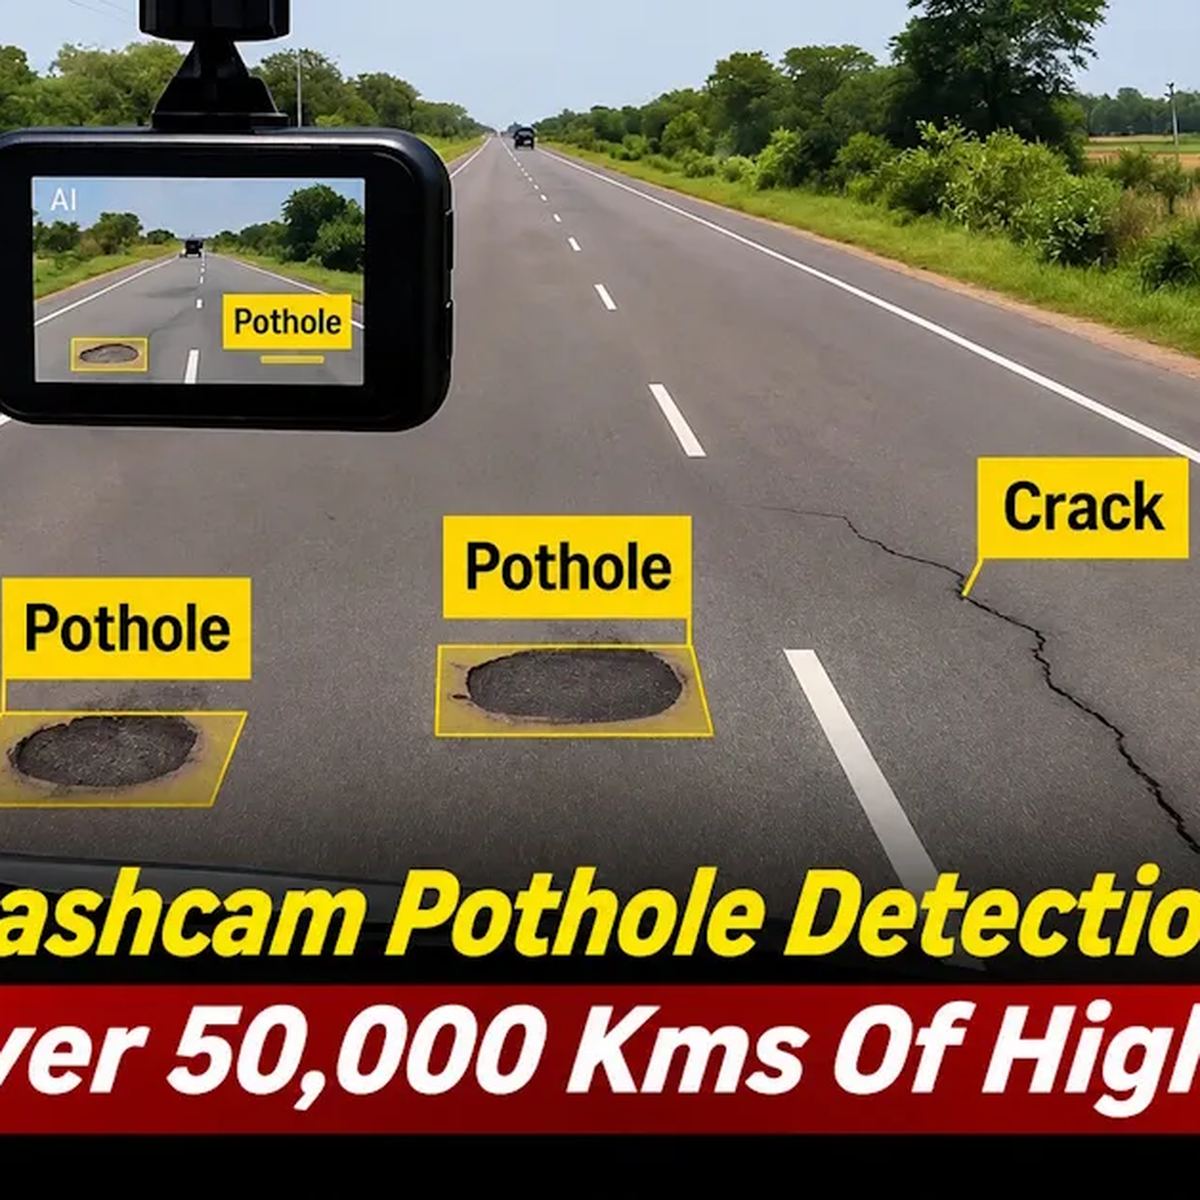 AI
Pothole
Crack
Pothole
Pothole
ashcam Pothole Detectio
ver 50,000 Kms Of High